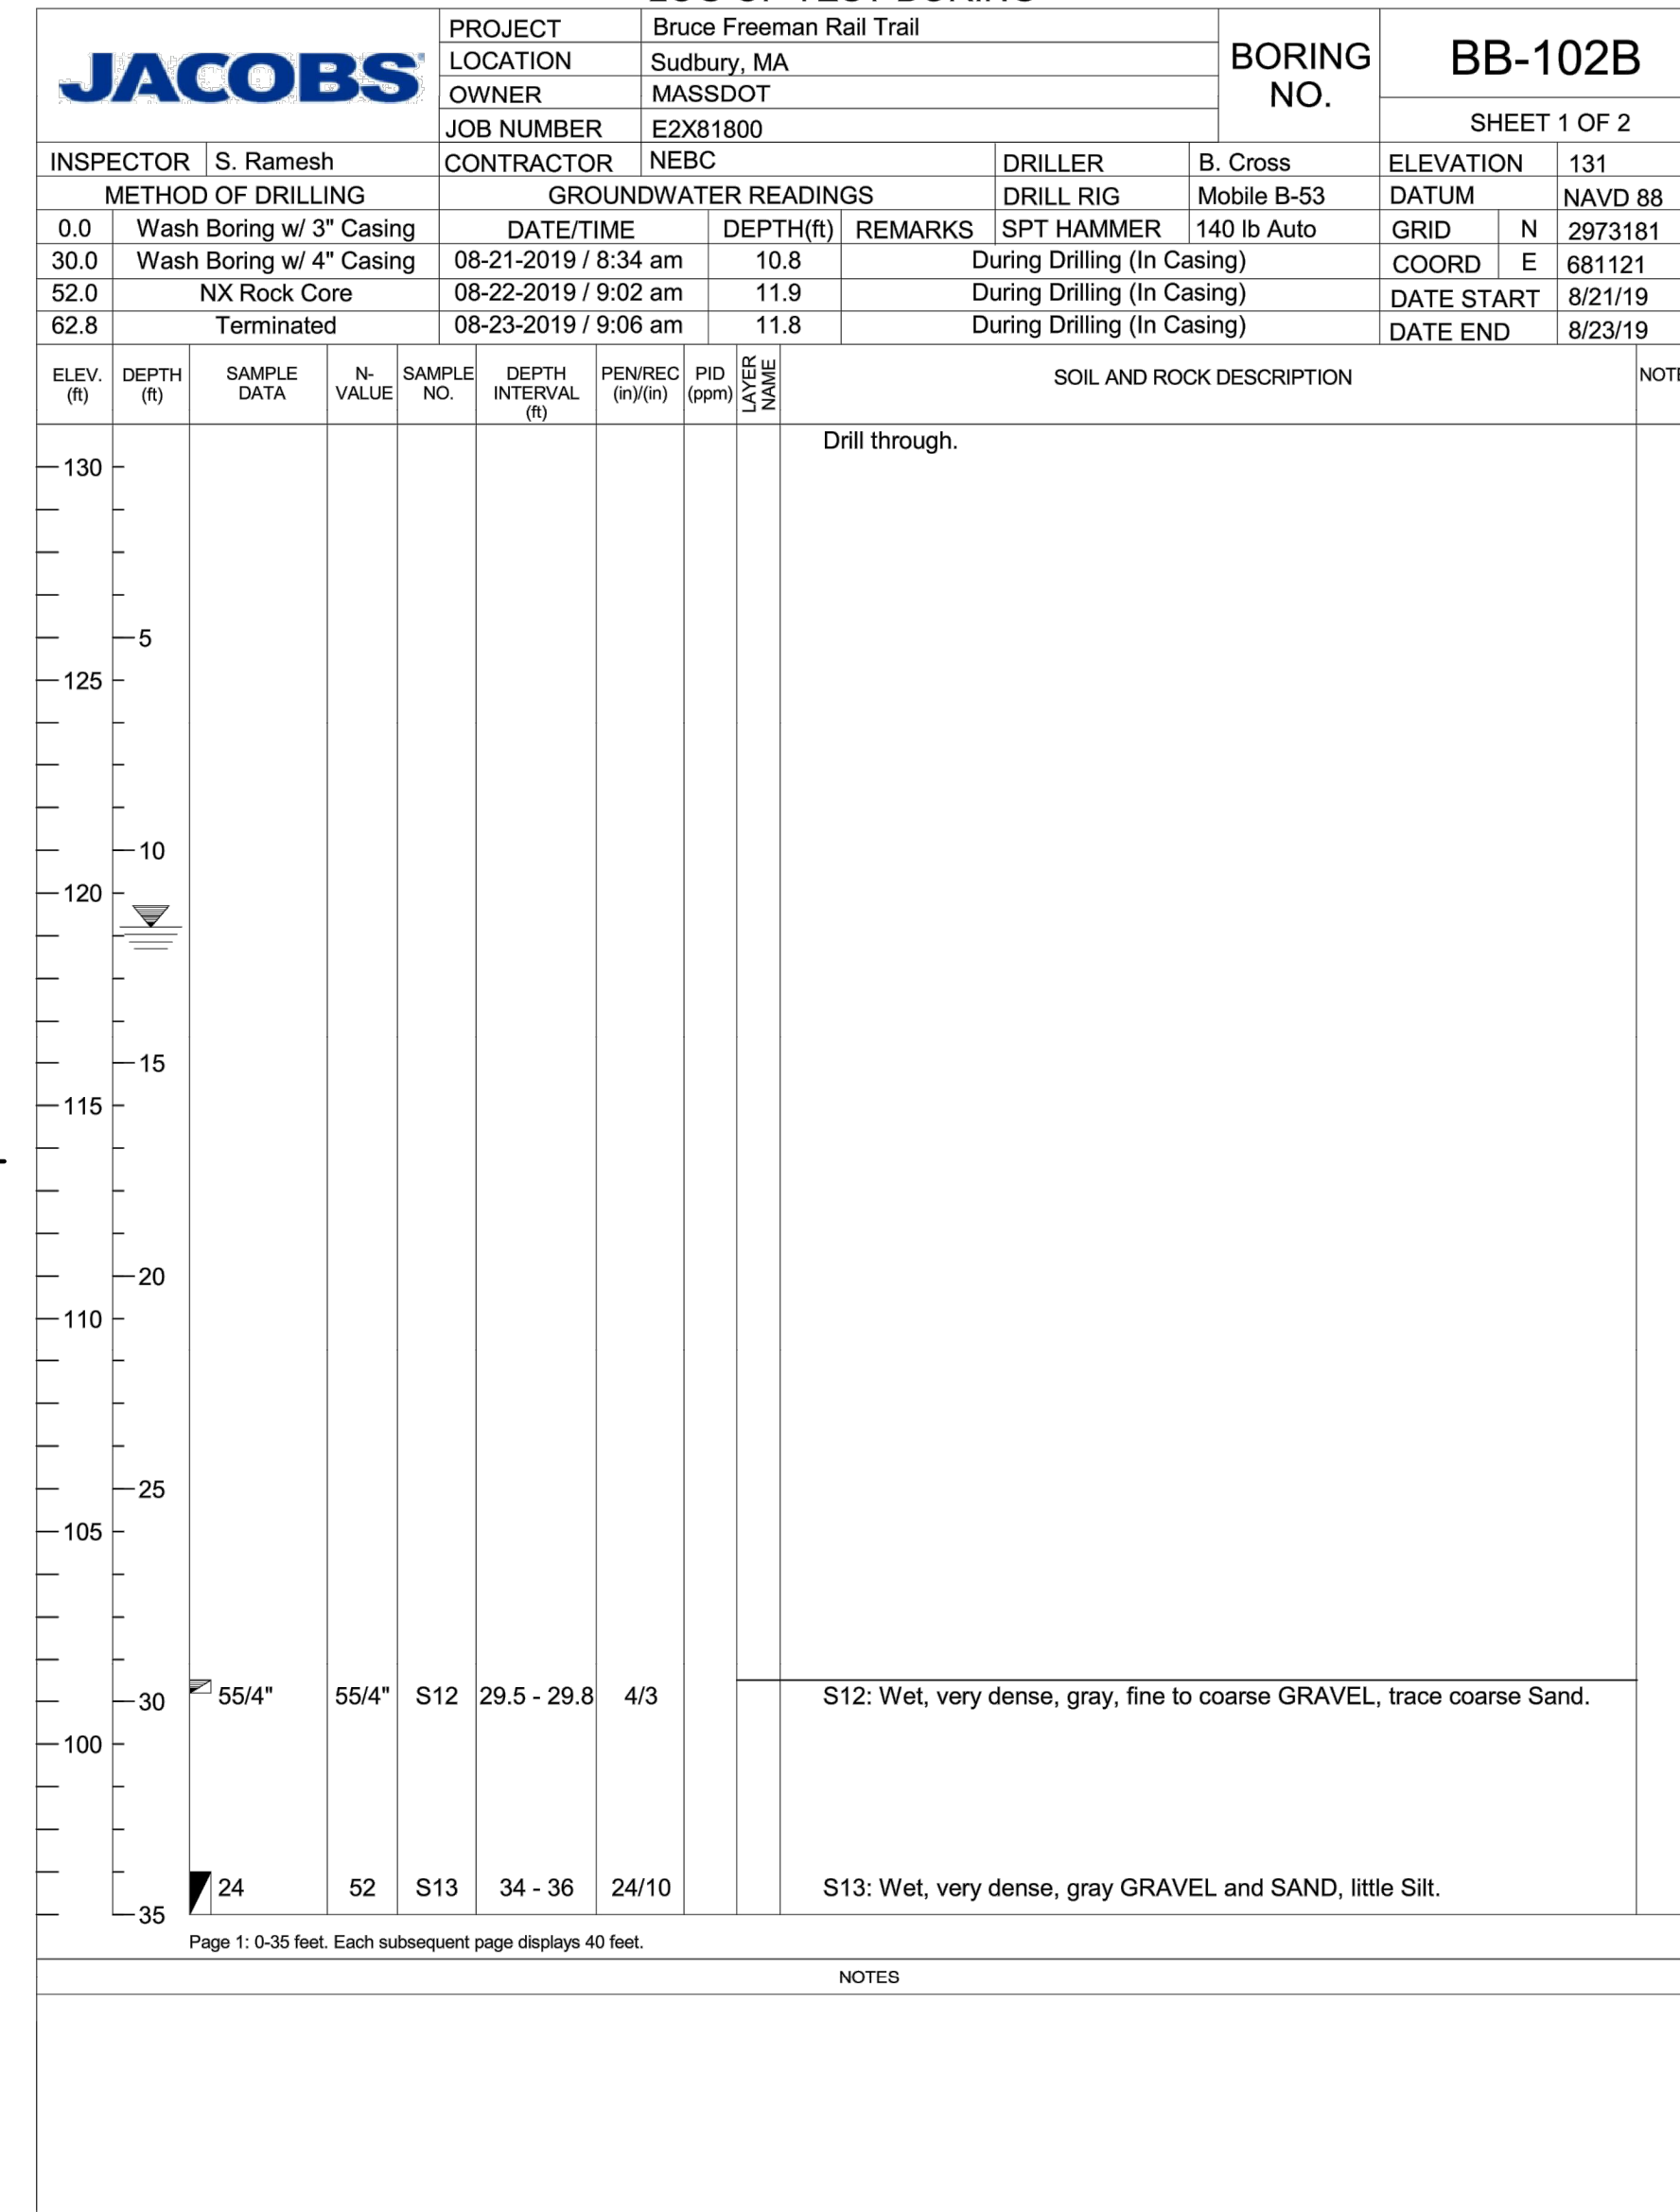 JACOBS
PROJECT Bruce Freeman Rail Trail
LOCATION Sudbury, MA
OWNER MASSDOT
JOB NUMBER E2X81800
BORING NO.
BB-102B
SHEET 1 OF 2
INSPECTOR S. Ramesh CONTRACTOR NEBC DRILLER B. Cross ELEVATION 131
METHOD OF DRILLING GROUNDWATER READINGS DRILL RIG Mobile B-53 DATUM NAVD 88
0.0 Wash Boring w/ 3" Casing DATE/TIME DEPTH(ft) REMARKS SPT HAMMER 140 lb Auto GRID N 2973181
30.0 Wash Boring w/ 4" Casing 08-21-2019 / 8:34 am 10.8 During Drilling (In Casing) COORD E 681121
52.0 NX Rock Core 08-22-2019 / 9:02 am 11.9 During Drilling (In Casing) DATE START 8/21/19
62.8 Terminated 08-23-2019 / 9:06 am 11.8 During Drilling (In Casing) DATE END 8/23/19
ELEV. (ft) DEPTH (ft) SAMPLE DATA N-VALUE SAMPLE NO. DEPTH INTERVAL (ft) PEN/REC (in)/(in) PID (ppm) LAYER NAME SOIL AND ROCK DESCRIPTION
Drill through.
130
5
125
10
120
15
115
20
110
25
105
30 55/4" 55/4" S12 29.5 - 29.8 4/3 S12: Wet, very dense, gray, fine to coarse GRAVEL, trace coarse Sand.
100
24 52 S13 34 - 36 24/10 S13: Wet, very dense, gray GRAVEL and SAND, little Silt.
35
Page 1: 0-35 feet. Each subsequent page displays 40 feet.
NOTES